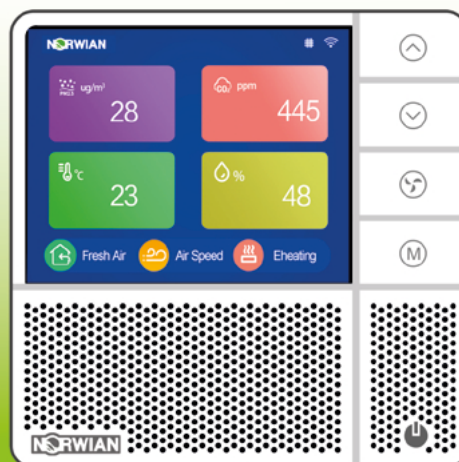 NORWIAN
PM2.5 ug/m³
28
CO₂ ppm
445
℃
23
%
48
Fresh Air
Air Speed
Eheating
M
NORWIAN